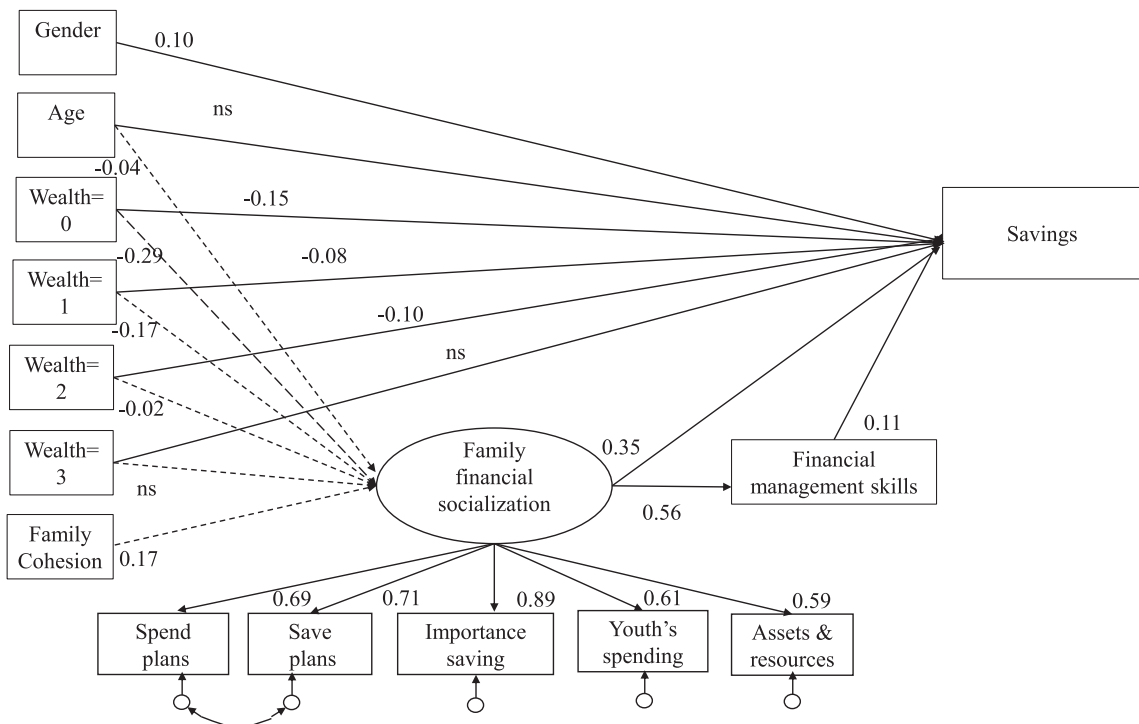 Gender
0.10
Age
ns
-0.04
Wealth=
0
-0.15
-0.29
Wealth=
1
-0.08
-0.17
Wealth=
2
-0.10
-0.02
ns
Wealth=
3
ns
Family
Cohesion
0.17
Savings
Family
financial
socialization
0.35
0.56
0.11
Financial
management skills
0.69
0.71
0.89
0.61
0.59
Spend
plans
Save
plans
Importance
saving
Youth’s
spending
Assets &
resources